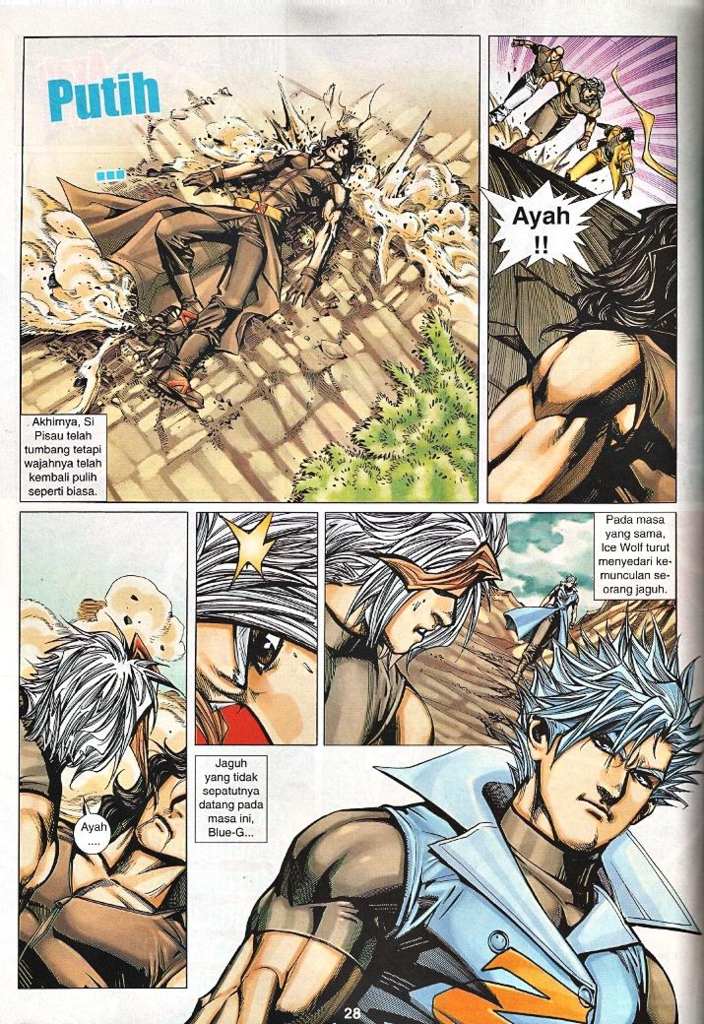 Putih
...
Akhirnya, Si
Pisau telah
tumbang tetapi
wajahnya telah
kembali pulih
seperti biasa.
Ayah
!!
Ayah
....
Pada masa
yang sama,
Ice Wolf turut
menyedari ke-
munculan se-
orang jaguh.
Jaguh
yang tidak
sepatutnya
datang pada
masa ini,
Blue-G...
28